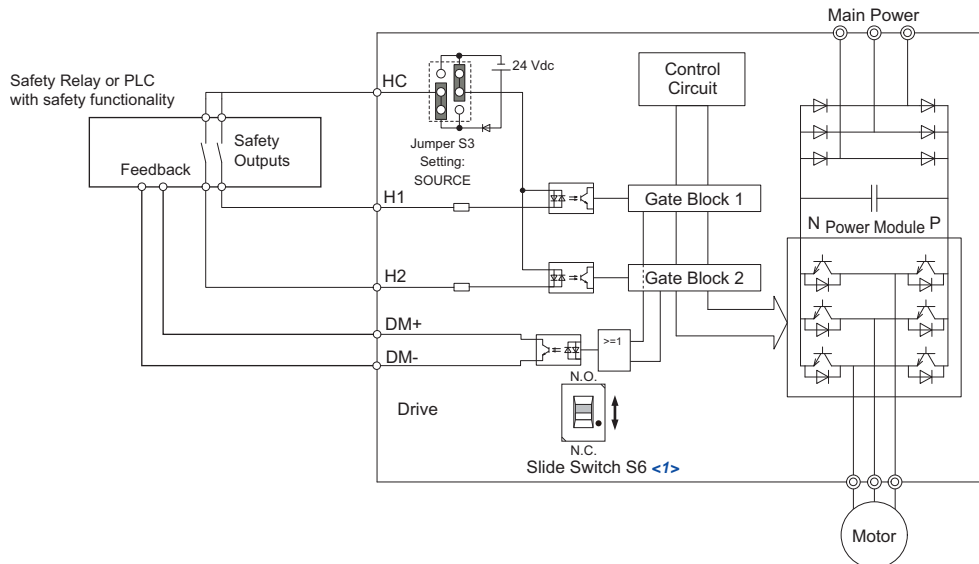 Main Power
Safety Relay or PLC
with safety functionality
HC
24 Vdc
Control
Circuit
Jumper S3
Setting:
SOURCE
Safety
Outputs
Feedback
H1
Gate Block 1
N Power Module P
H2
Gate Block 2
DM+
>=1
DM-
N.O.
Drive
N.C.
Slide Switch S6 <1>
Motor